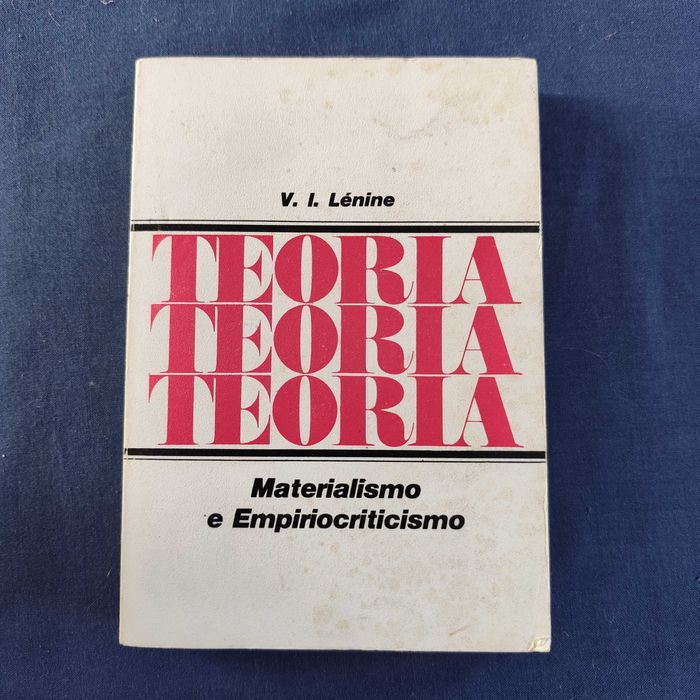 V. I. Lénine
TEORIA
TEORIA
TEORIA
Materialismo
e Empiriocriticismo